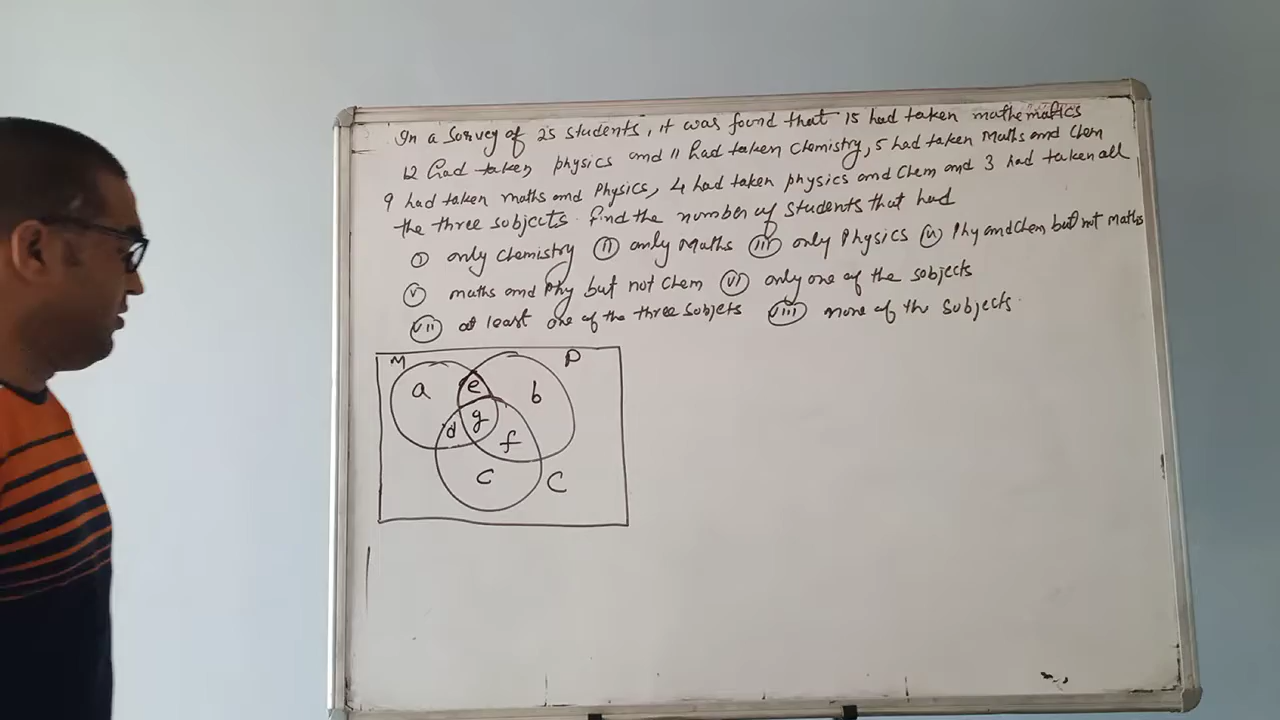 In a Sorvey of 25 students, it was found that 15 had taken mathematics
12 had taken physics and 11 had taken Chemistry, 5 had taken Maths and Chem
9 had taken maths and Physics, 4 had taken physics and Chem and 3 had taken all
the three subjects. Find the number of students that had
(i) only Chemistry (ii) only Maths (iii) only Physics (iv) Phy and Chem but not maths
(v) maths and Phy but not Chem (vi) only one of the sobjects
(vii) at least one of the three Subjets (viii) none of the Subjects.
M P
a e b
g
d f
c C